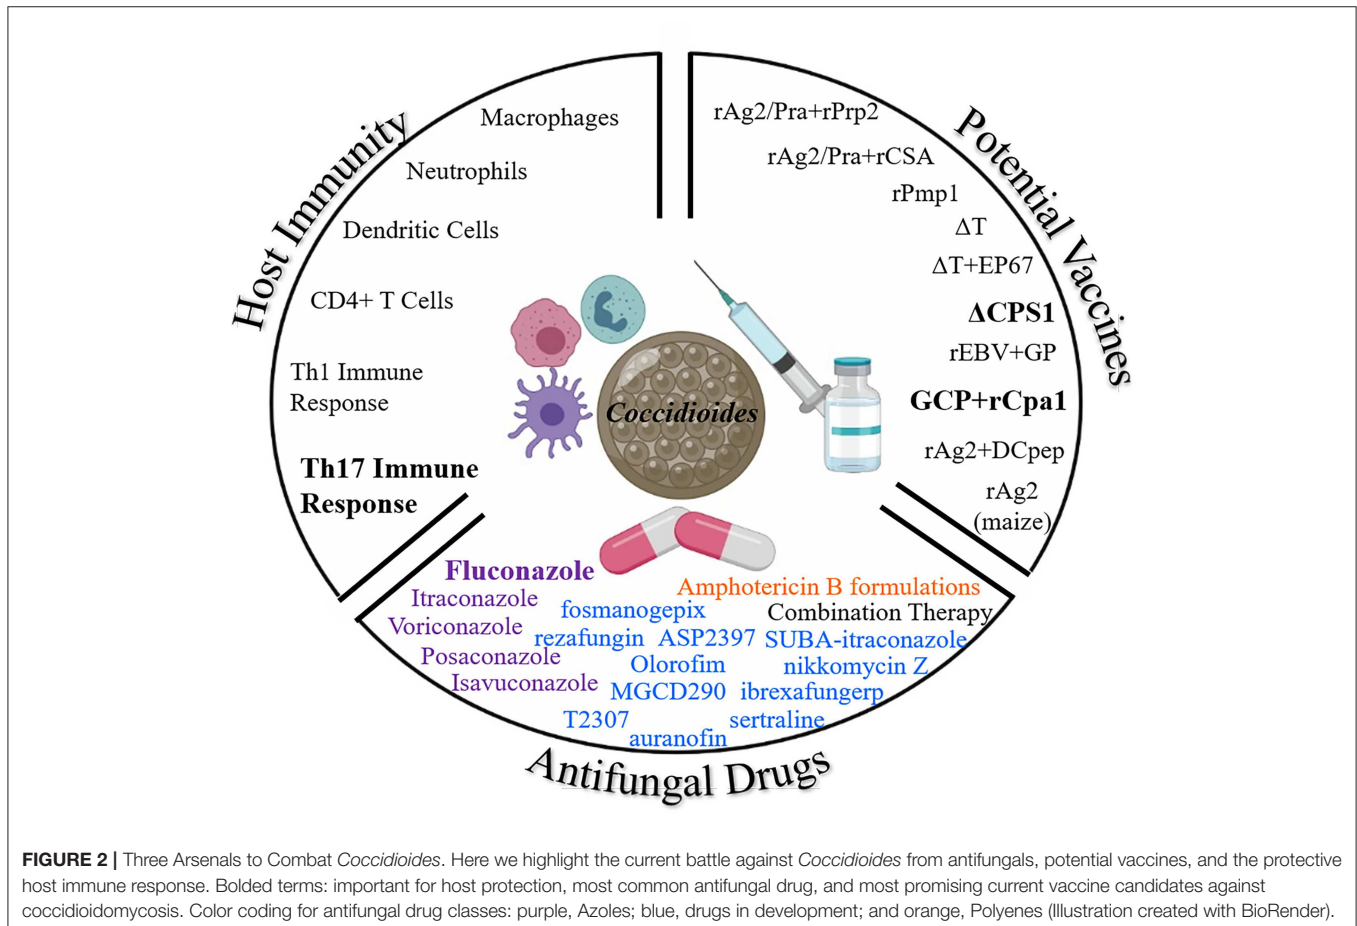 Host Immunity
Macrophages
Neutrophils
Dendritic Cells
CD4+ T Cells
Th1 Immune
Response
Th17 Immune
Response
Potential Vaccines
rAg2/Pra+rPrp2
rAg2/Pra+rCSA
rPmp1
ΔT
ΔT+EP67
ΔCPS1
rEBV+GP
GCP+rCpa1
rAg2+DCpep
rAg2
(maize)
Coccidioides
Fluconazole
Itraconazole
Voriconazole
Posaconazole
Isavuconazole
Amphotericin B formulations
Combination Therapy
fosmanogepix
rezafungin
ASP2397
SUBA-itraconazole
Olorofim
nikkomycin Z
MGCD290
ibrexafungerp
T2307
sertraline
auranofin
Antifungal Drugs
FIGURE 2 | Three Arsenals to Combat Coccidioides. Here we highlight the current battle against Coccidioides from antifungals, potential vaccines, and the protective
host immune response. Bolded terms: important for host protection, most common antifungal drug, and most promising current vaccine candidates against
coccidioidomycosis. Color coding for antifungal drug classes: purple, Azoles; blue, drugs in development; and orange, Polyenes (Illustration created with BioRender).